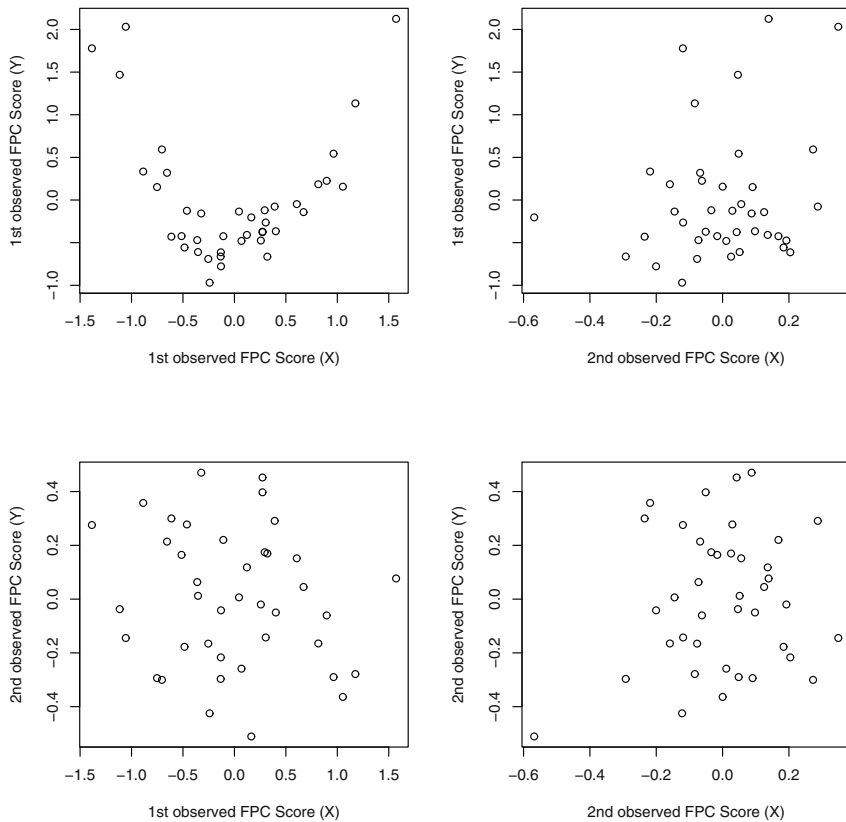 2.0
1.5
1.0
0.5
0.0
−1.0
1st observed FPC Score (Y)
−1.5 −1.0 −0.5 0.0 0.5 1.0 1.5
1st observed FPC Score (X)
2.0
1.5
1.0
0.5
0.0
−1.0
1st observed FPC Score (Y)
−0.6 −0.4 −0.2 0.0 0.2
2nd observed FPC Score (X)
0.4
0.2
0.0
−0.2
−0.4
2nd observed FPC Score (Y)
−1.5 −1.0 −0.5 0.0 0.5 1.0 1.5
1st observed FPC Score (X)
0.4
0.2
0.0
−0.2
−0.4
2nd observed FPC Score (Y)
−0.6 −0.4 −0.2 0.0 0.2
2nd observed FPC Score (X)